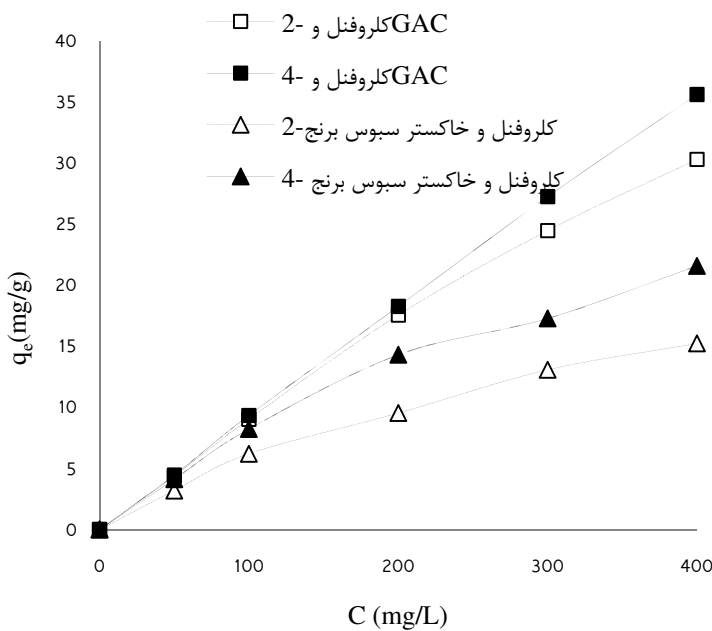 2- کلروفنل و GAC
4- کلروفنل و GAC
2-کلروفنل و خاکستر سبوس برنج
4- کلروفنل و خاکستر سبوس برنج
40
35
30
25
20
15
10
5
0
qe(mg/g)
0 100 200 300 400
C (mg/L)